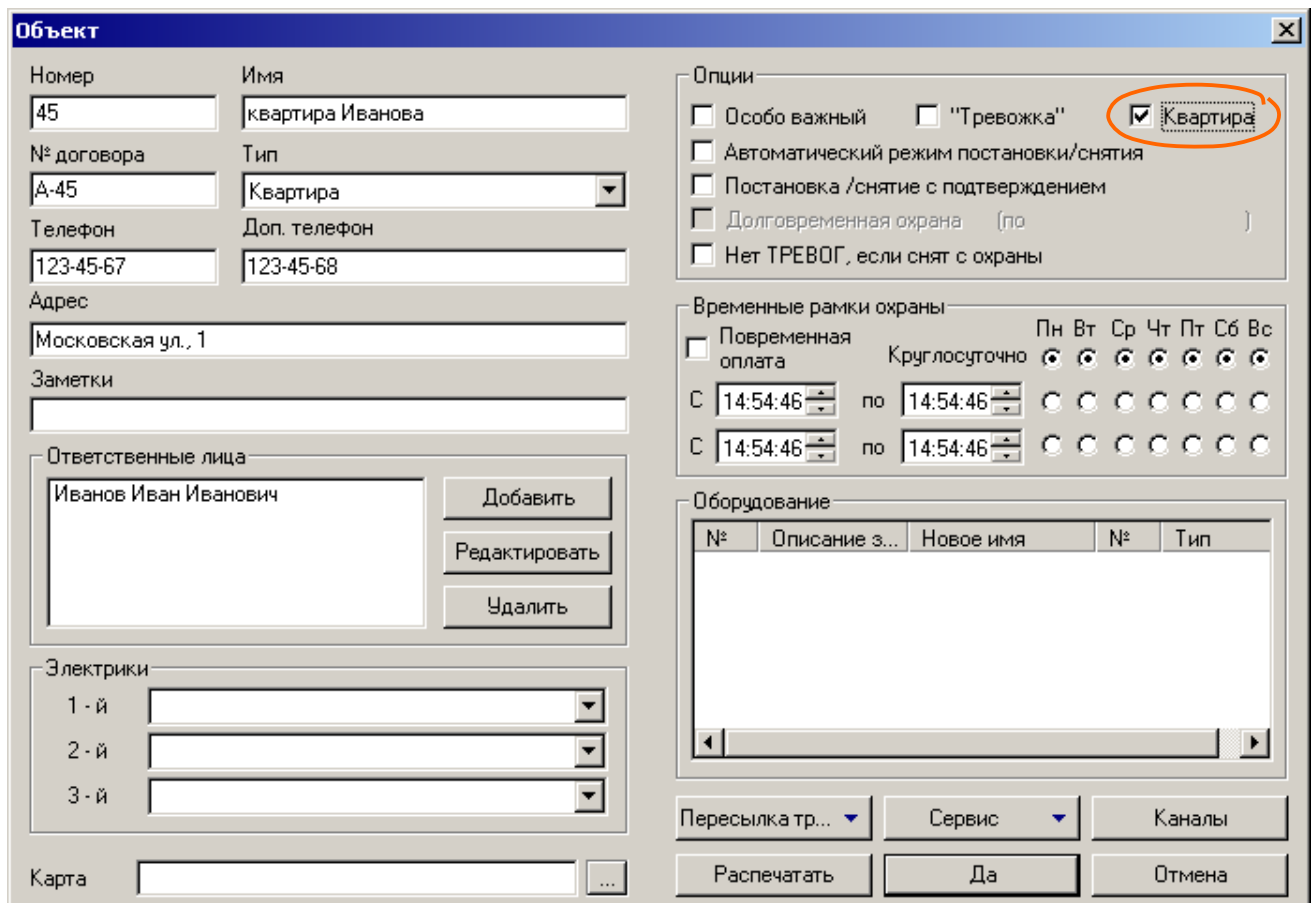 Объект
Номер Имя
45 квартира Иванова
№ договора Тип
А-45 Квартира
Телефон Доп. телефон
123-45-67 123-45-68
Адрес
Московская ул., 1
Заметки
Ответственные лица
Иванов Иван Иванович
Добавить
Редактировать
Удалить
Электрики
1 - й
2 - й
3 - й
Карта ...
Опции
Особо важный "Тревожка" Квартира
Автоматический режим постановки/снятия
Постановка /снятие с подтверждением
Долговременная охрана (по )
Нет ТРЕВОГ, если снят с охраны
Временные рамки охраны
Повременная
оплата
Круглосуточно Пн Вт Ср Чт Пт Сб Вс
С 14:54:46 по 14:54:46
С 14:54:46 по 14:54:46
Оборудование
№ Описание з... Новое имя № Тип
Пересылка тр... Сервис Каналы
Распечатать Да Отмена